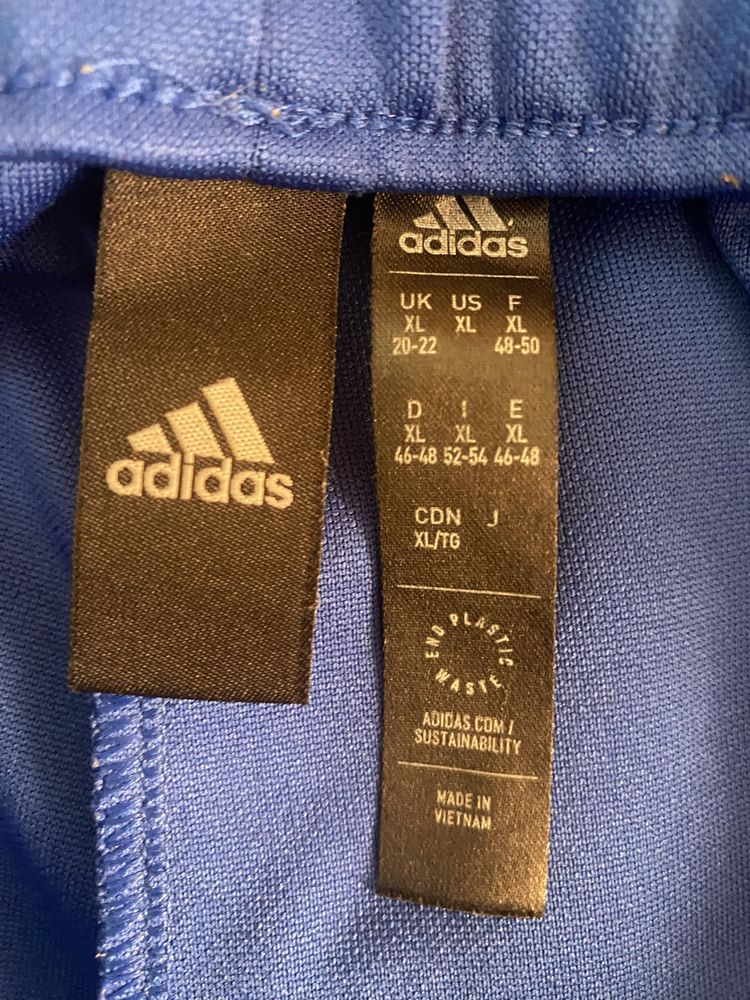 adidas
adidas
UK US F
XL XL XL
20-22 48-50
D I E
XL XL XL
46-48 52-54 46-48
CDN J
XL/TG
END PLASTIC WASTE
ADIDAS.COM/
SUSTAINABILITY
MADE IN
VIETNAM